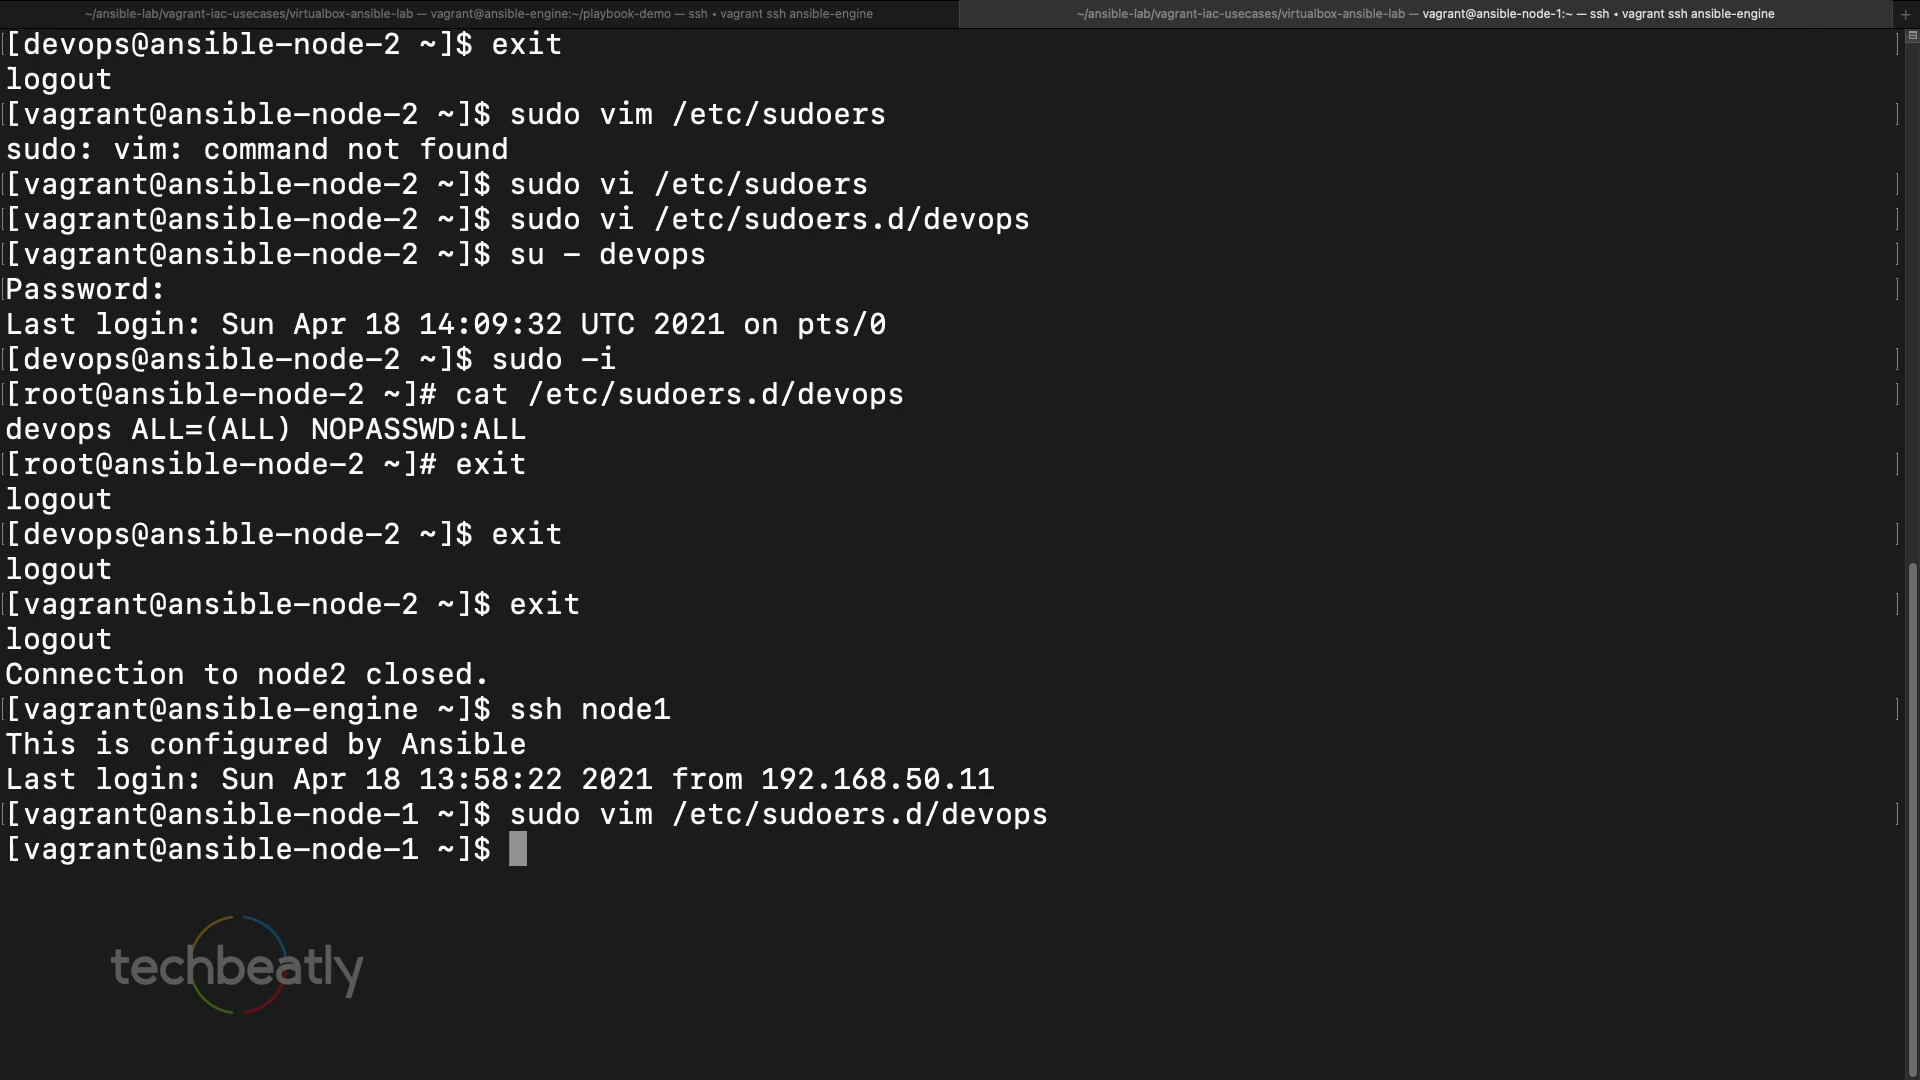 ~/ansible-lab/vagrant-iac-usecases/virtualbox-ansible-lab — vagrant@ansible-engine:~/playbook-demo — ssh ◂ vagrant ssh ansible-engine
~/ansible-lab/vagrant-iac-usecases/virtualbox-ansible-lab — vagrant@ansible-node-1:~ — ssh ◂ vagrant ssh ansible-engine
[devops@ansible-node-2 ~]$ exit
logout
[vagrant@ansible-node-2 ~]$ sudo vim /etc/sudoers
sudo: vim: command not found
[vagrant@ansible-node-2 ~]$ sudo vi /etc/sudoers
[vagrant@ansible-node-2 ~]$ sudo vi /etc/sudoers.d/devops
[vagrant@ansible-node-2 ~]$ su - devops
Password:
Last login: Sun Apr 18 14:09:32 UTC 2021 on pts/0
[devops@ansible-node-2 ~]$ sudo -i
[root@ansible-node-2 ~]# cat /etc/sudoers.d/devops
devops ALL=(ALL) NOPASSWD:ALL
[root@ansible-node-2 ~]# exit
logout
[devops@ansible-node-2 ~]$ exit
logout
[vagrant@ansible-node-2 ~]$ exit
logout
Connection to node2 closed.
[vagrant@ansible-engine ~]$ ssh node1
This is configured by Ansible
Last login: Sun Apr 18 13:58:22 2021 from 192.168.50.11
[vagrant@ansible-node-1 ~]$ sudo vim /etc/sudoers.d/devops
[vagrant@ansible-node-1 ~]$
techbeatly